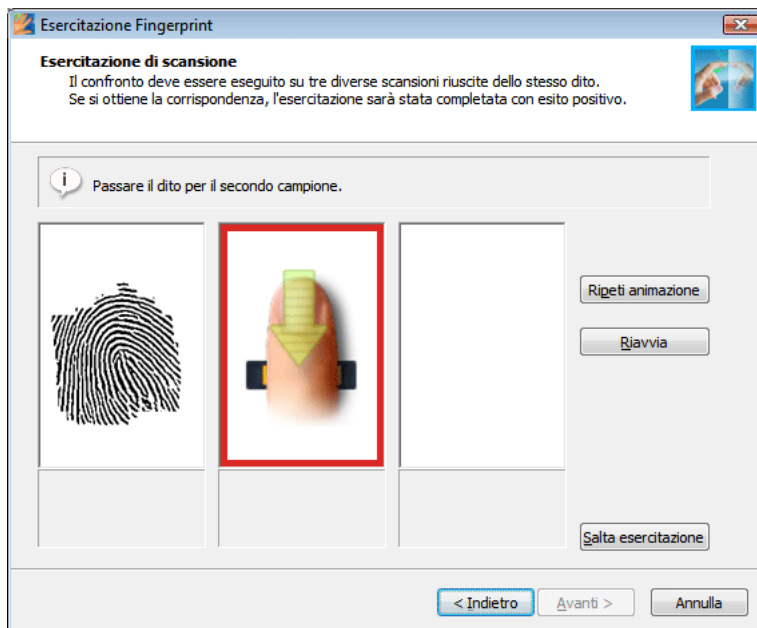 Esercitazione Fingerprint
Esercitazione di scansione
Il confronto deve essere eseguito su tre diverse scansioni riuscite dello stesso dito.
Se si ottiene la corrispondenza, l'esercitazione sarà stata completata con esito positivo.
Passare il dito per il secondo campione.
Ripeti animazione
Riavvia
Salta esercitazione
< Indietro
Avanti >
Annulla